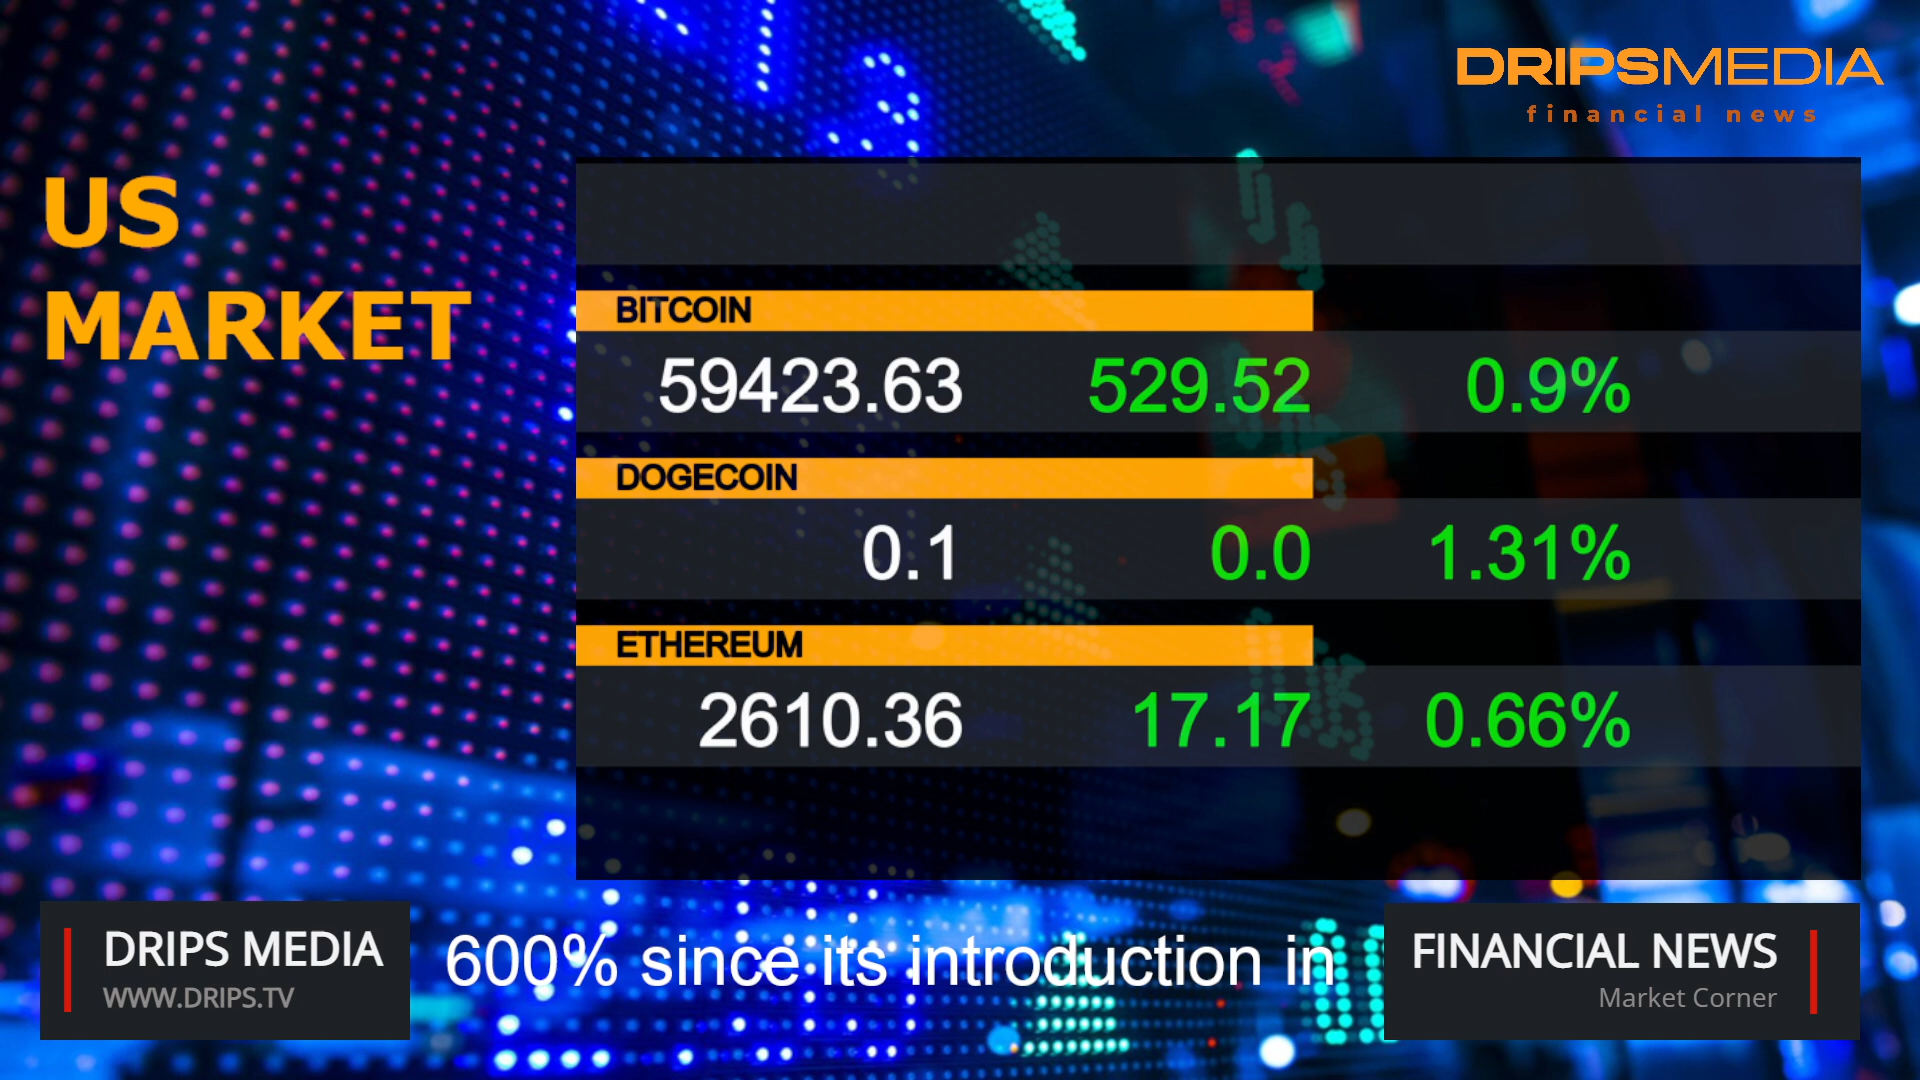 DRIPSMEDIA
financial news
US
MARKET
BITCOIN
59423.63 529.52 0.9%
DOGECOIN
0.1 0.0 1.31%
ETHEREUM
2610.36 17.17 0.66%
DRIPS MEDIA
WWW.DRIPS.TV
600% since its introduction in
FINANCIAL NEWS
Market Corner